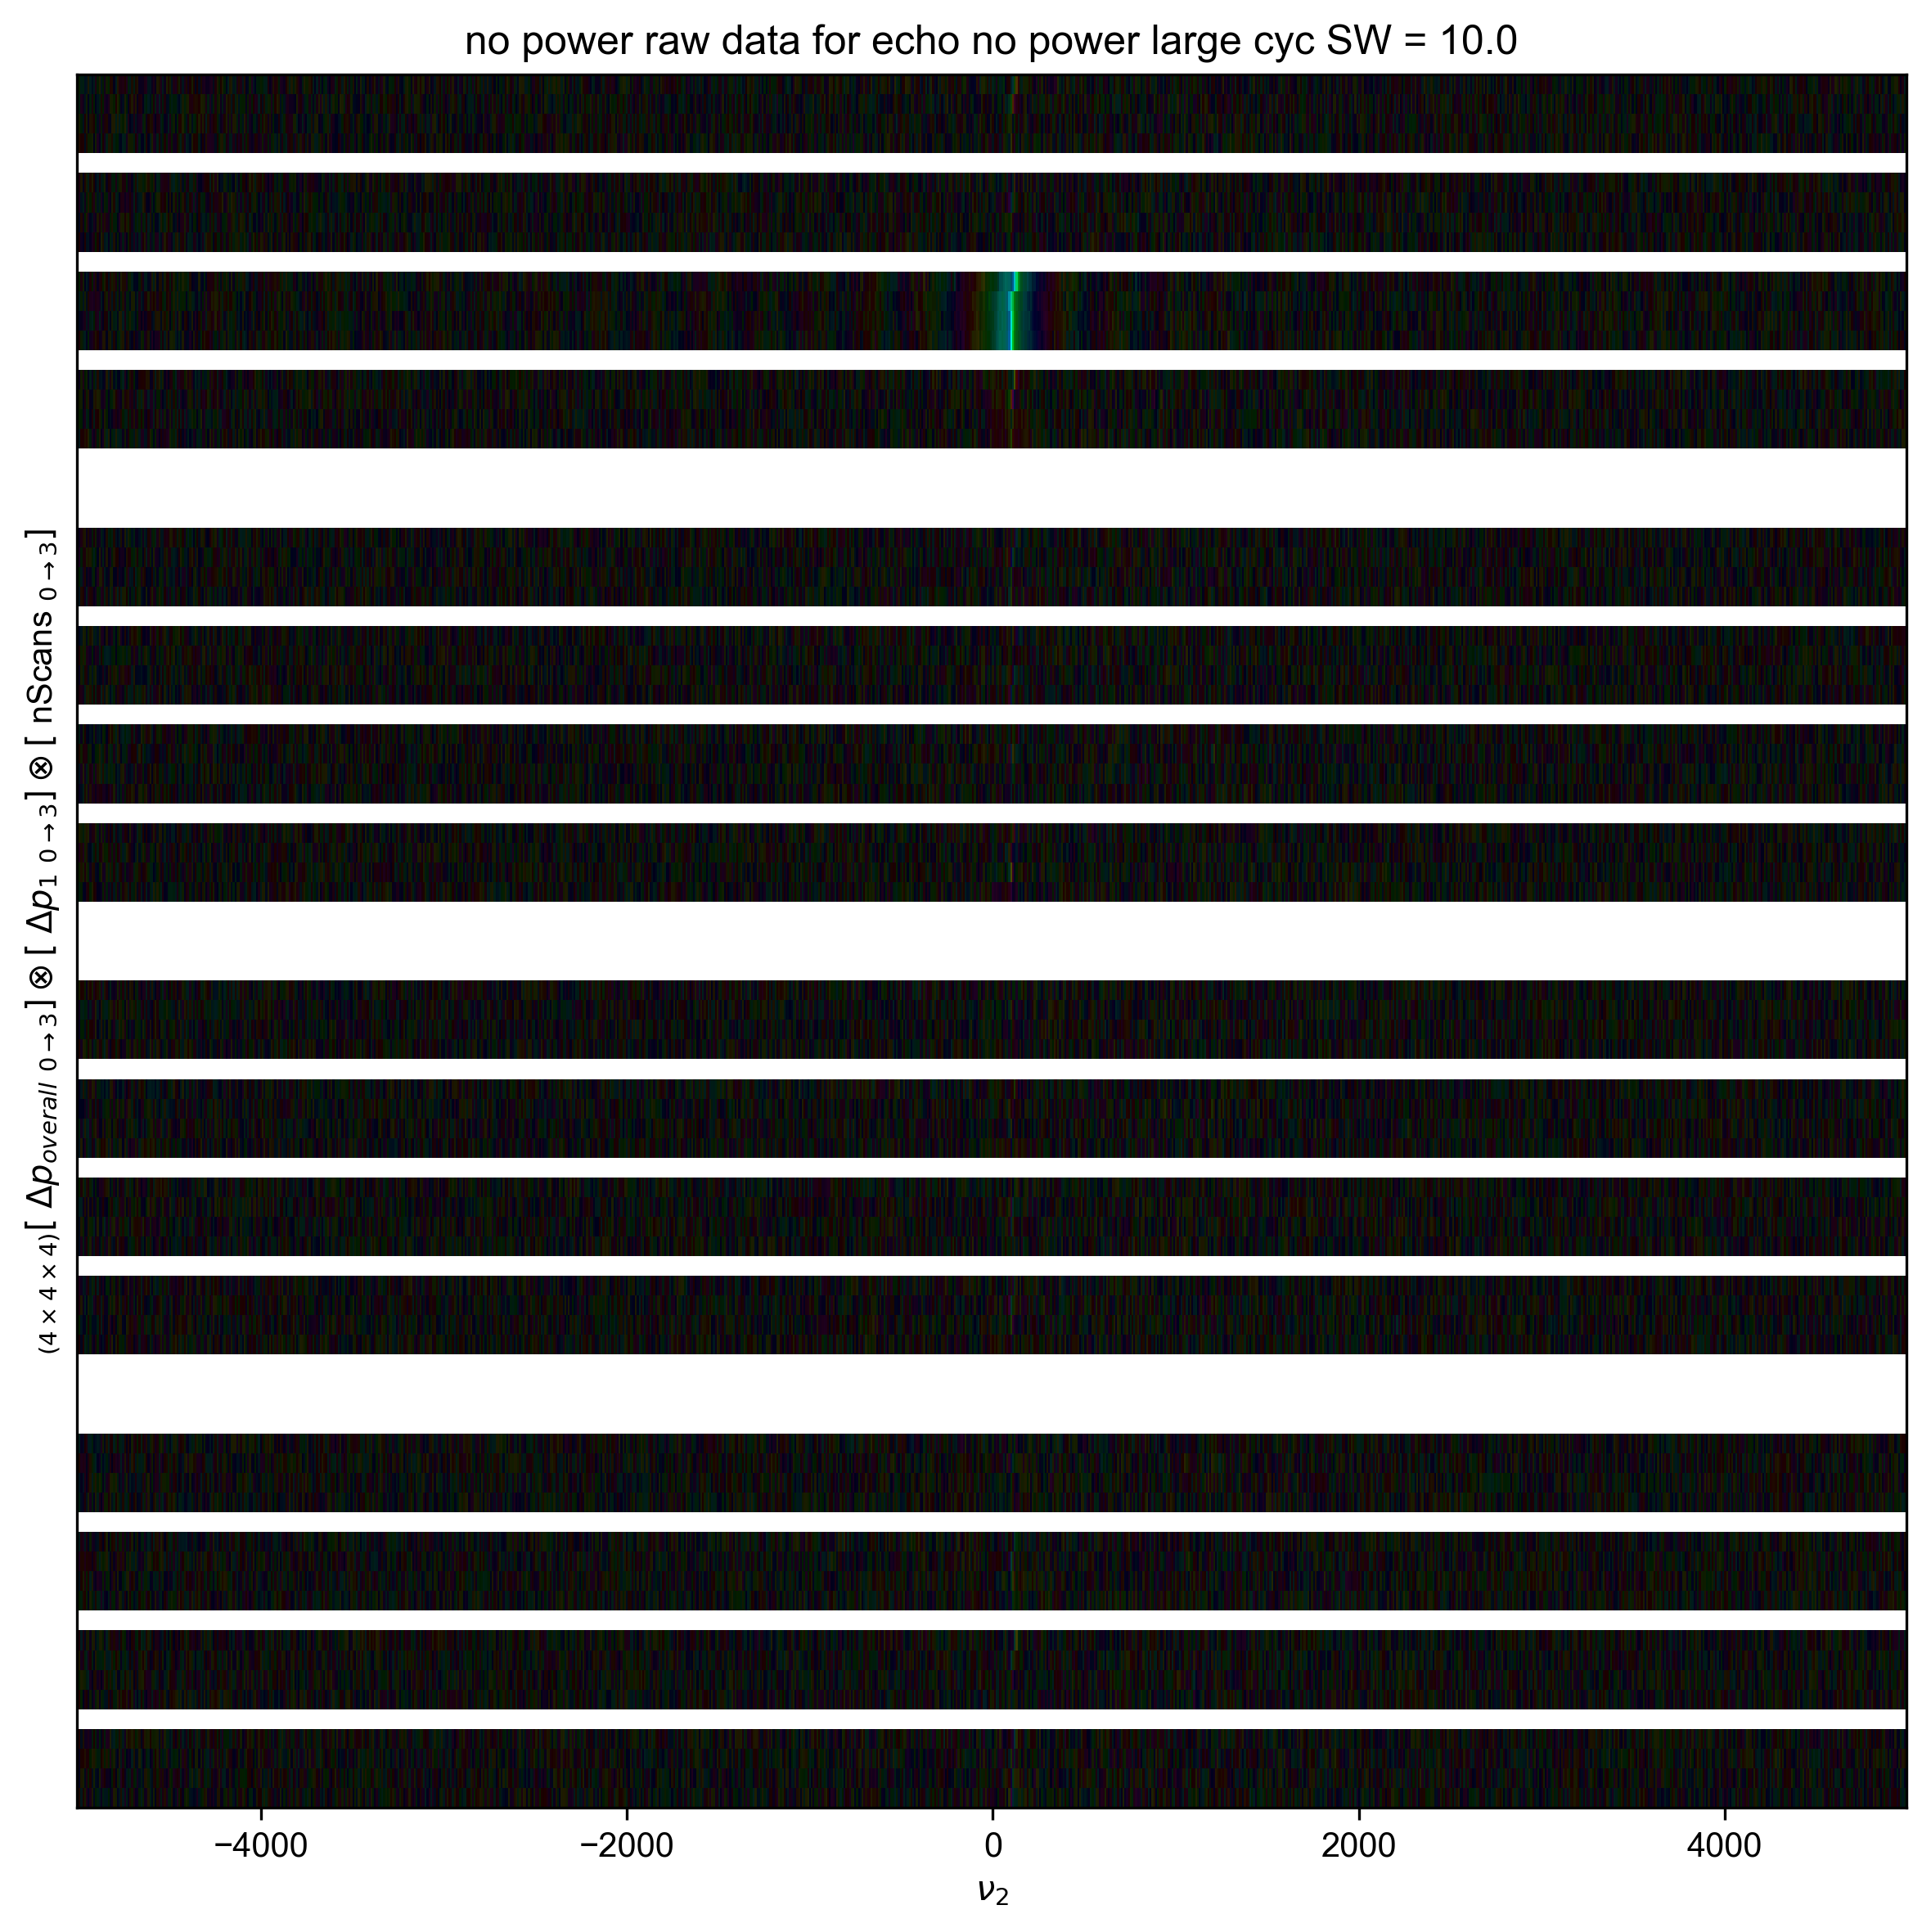 no power raw data for echo no power large cyc SW = 10.0
(4 × 4 × 4)[ Δp_overall 0→3] ⊗ [ Δp_1 0→3] ⊗ [ nScans 0→3]
−4000 −2000 0 2000 4000
ν_2